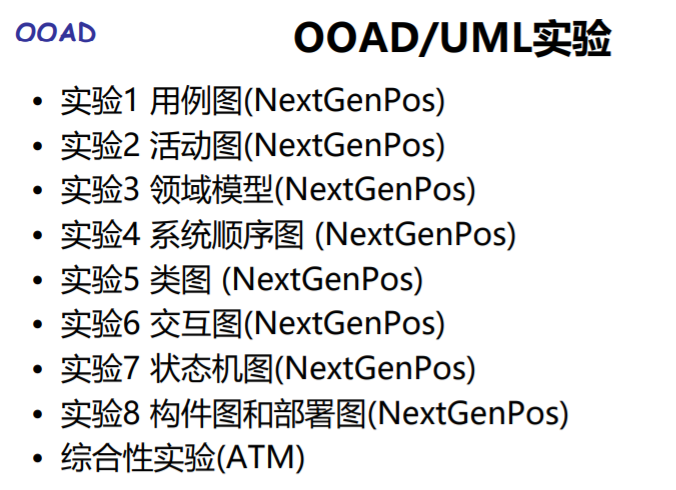 OOAD
OOAD/UML实验
• 实验1 用例图(NextGenPos)
• 实验2 活动图(NextGenPos)
• 实验3 领域模型(NextGenPos)
• 实验4 系统顺序图 (NextGenPos)
• 实验5 类图 (NextGenPos)
• 实验6 交互图(NextGenPos)
• 实验7 状态机图(NextGenPos)
• 实验8 构件图和部署图(NextGenPos)
• 综合性实验(ATM)